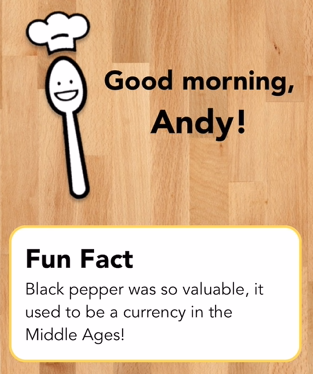 Good morning,
Andy!
Fun Fact
Black pepper was so valuable, it
used to be a currency in the
Middle Ages!